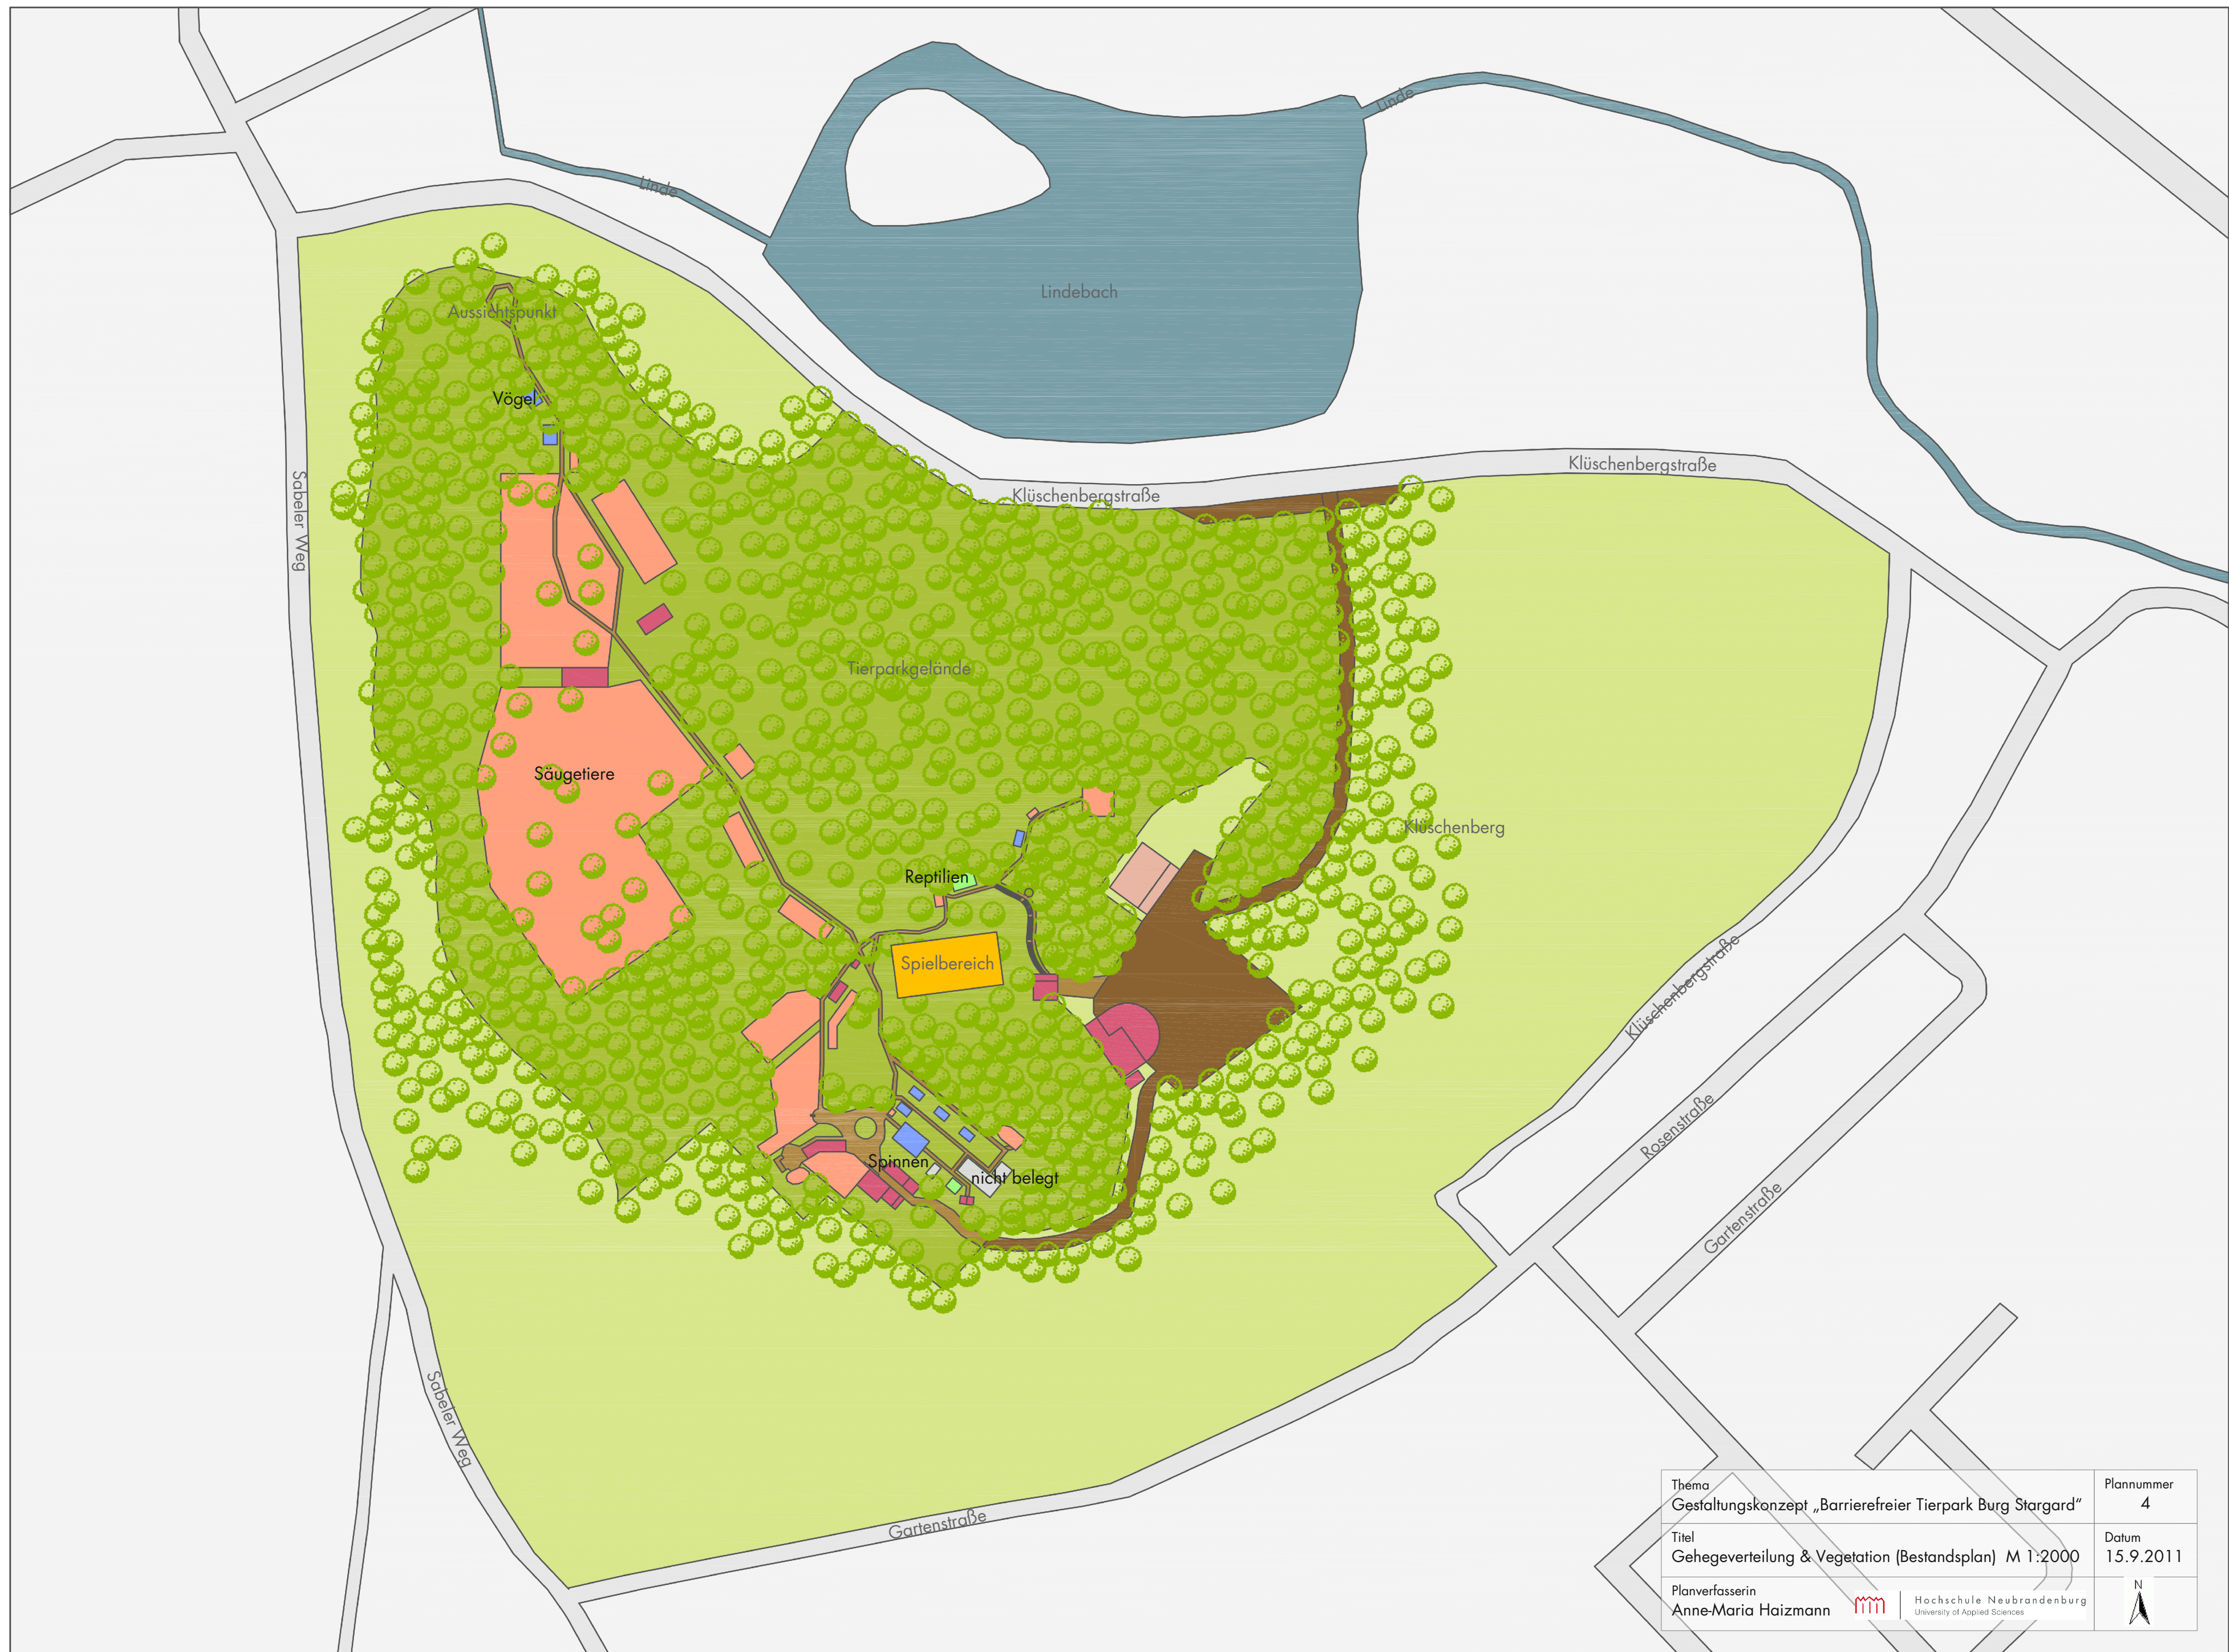 Linde
Linde
Lindebach
Aussichtspunkt
Vögel
Klüschenbergstraße
Klüschenbergstraße
Sabeler Weg
Tierparkgelände
Säugetiere
Klüschenberg
Reptilien
Spielbereich
Klüschenbergstraße
Rosenstraße
Spinnen
nicht belegt
Gartenstraße
Sabeler Weg
Gartenstraße
Thema
Gestaltungskonzept „Barrierefreier Tierpark Burg Stargard“
Plannummer
4
Titel
Gehegeverteilung & Vegetation (Bestandsplan) M 1:2000
Datum
15.9.2011
Planverfasserin
Anne-Maria Haizmann
Hochschule Neubrandenburg
University of Applied Sciences
N